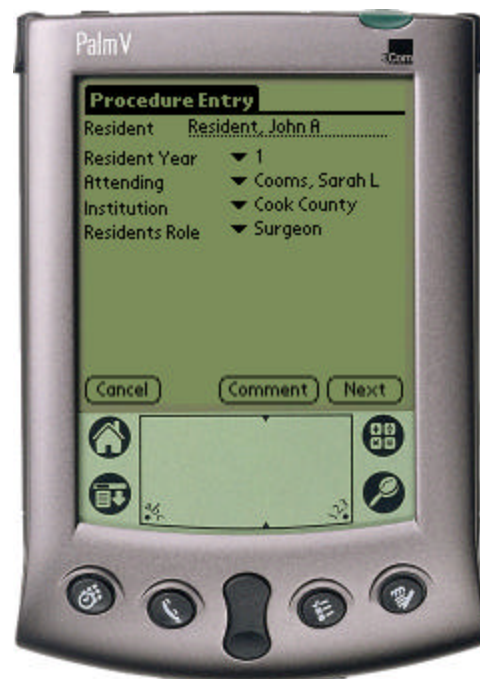 PalmV
3Com
Procedure Entry
Resident Resident, John A
Resident Year 1
Attending Cooms, Sarah L
Institution Cook County
Residents Role Surgeon
Cancel Comment Next